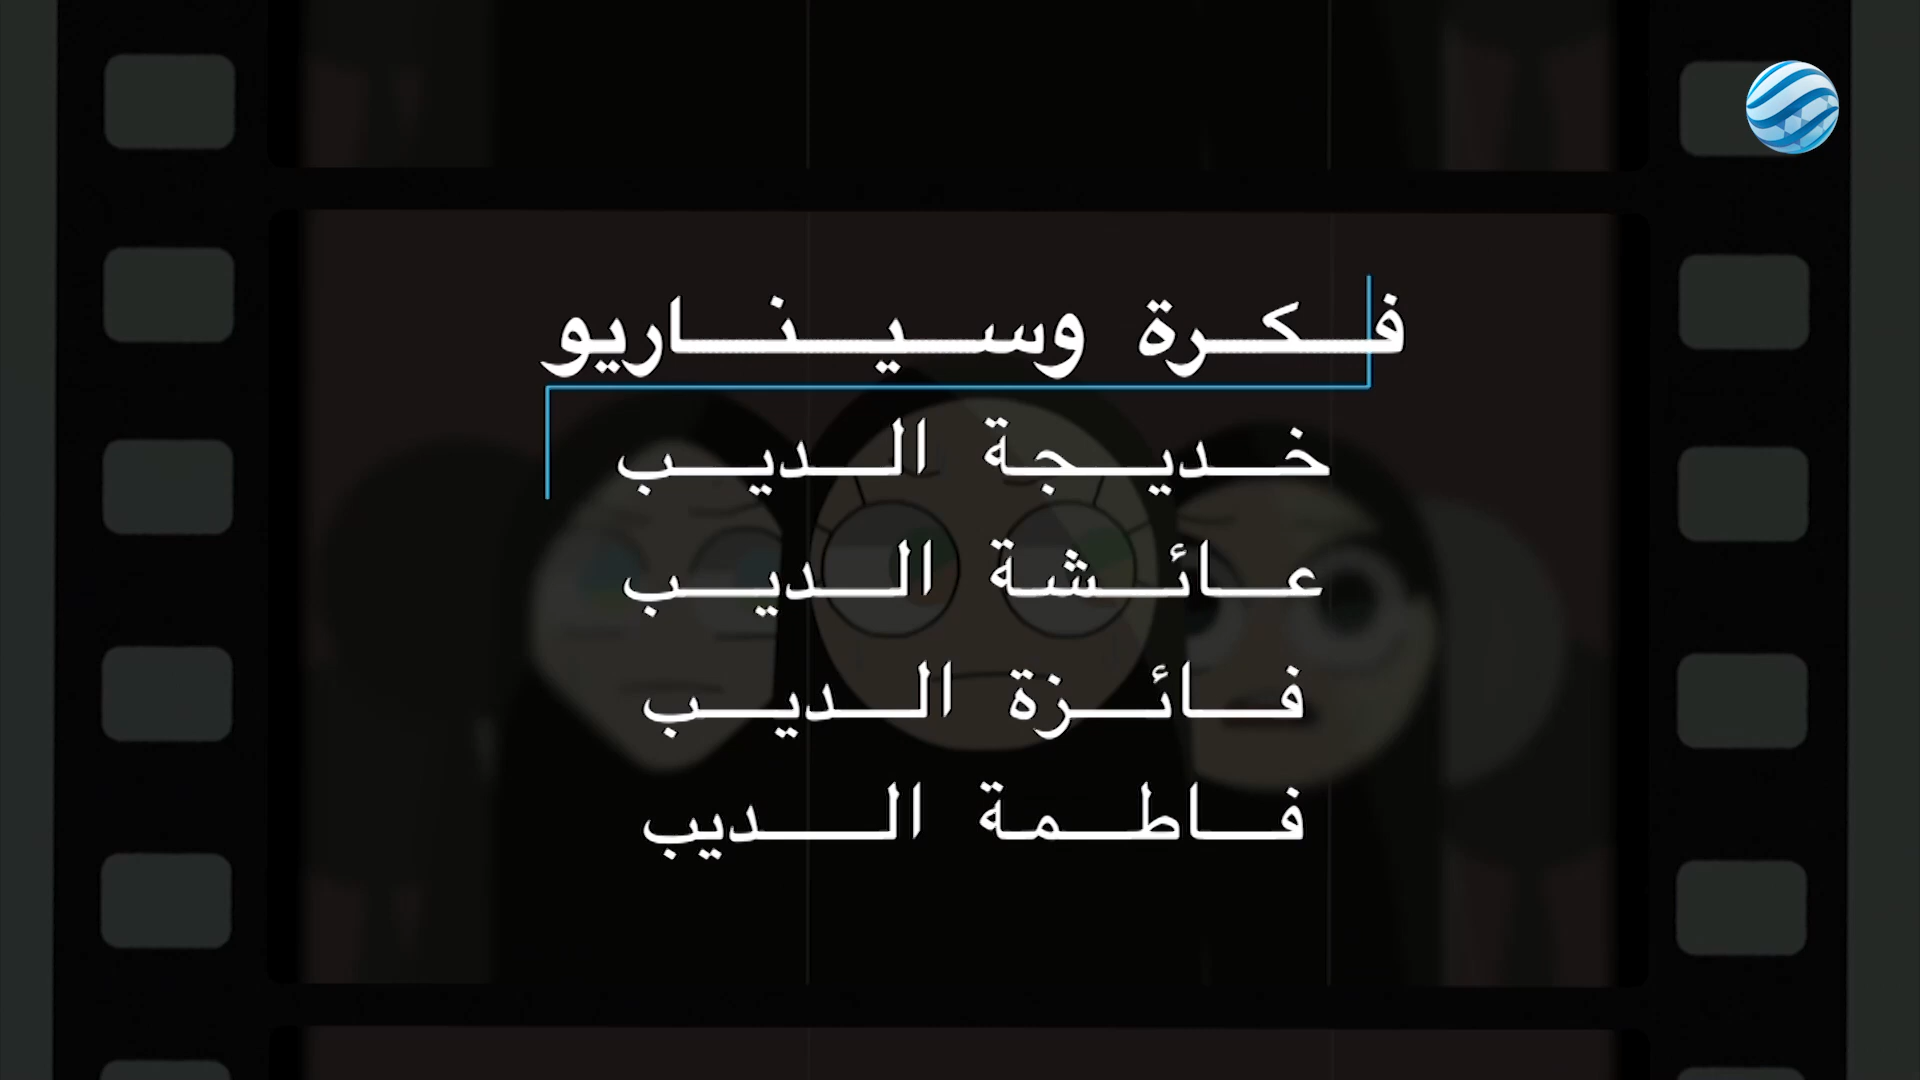 فكرة وسيناريو
خديجة الديب
عائشة الديب
فائزة الديب
فاطمة الديب